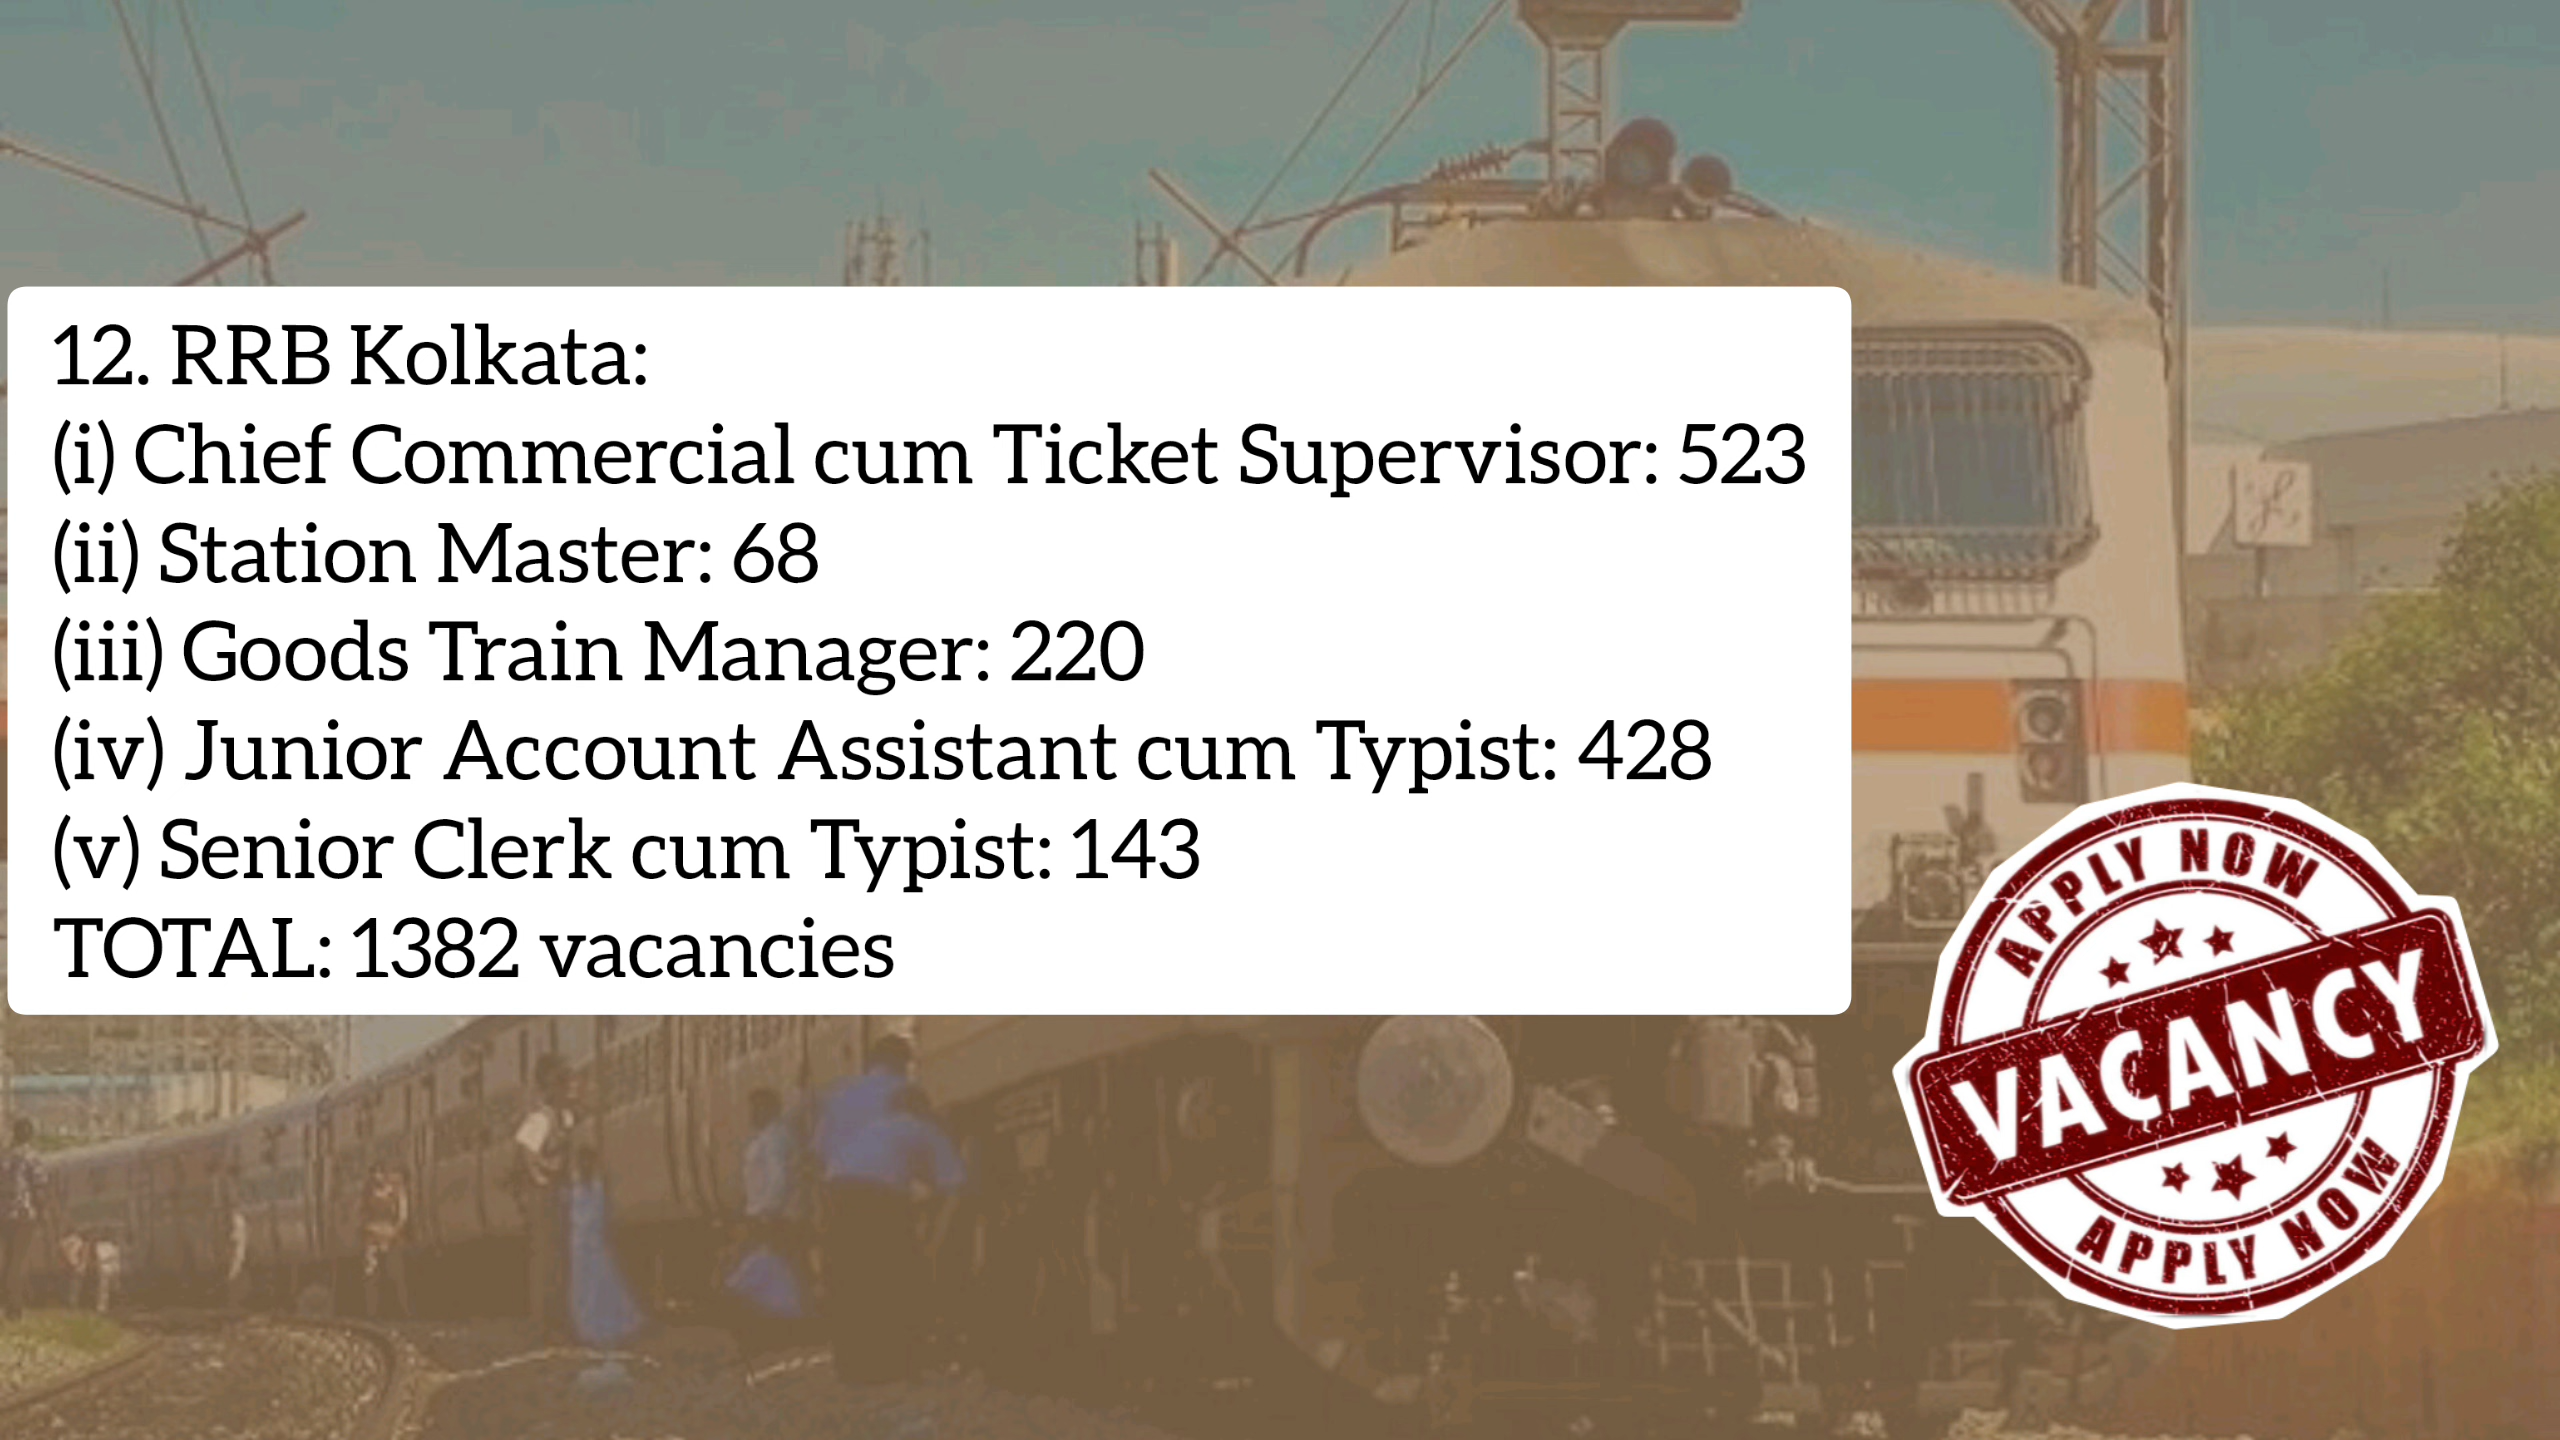 12. RRB Kolkata:
(i) Chief Commercial cum Ticket Supervisor: 523
(ii) Station Master: 68
(iii) Goods Train Manager: 220
(iv) Junior Account Assistant cum Typist: 428
(v) Senior Clerk cum Typist: 143
TOTAL: 1382 vacancies
APPLY NOW
VACANCY
APPLY NOW